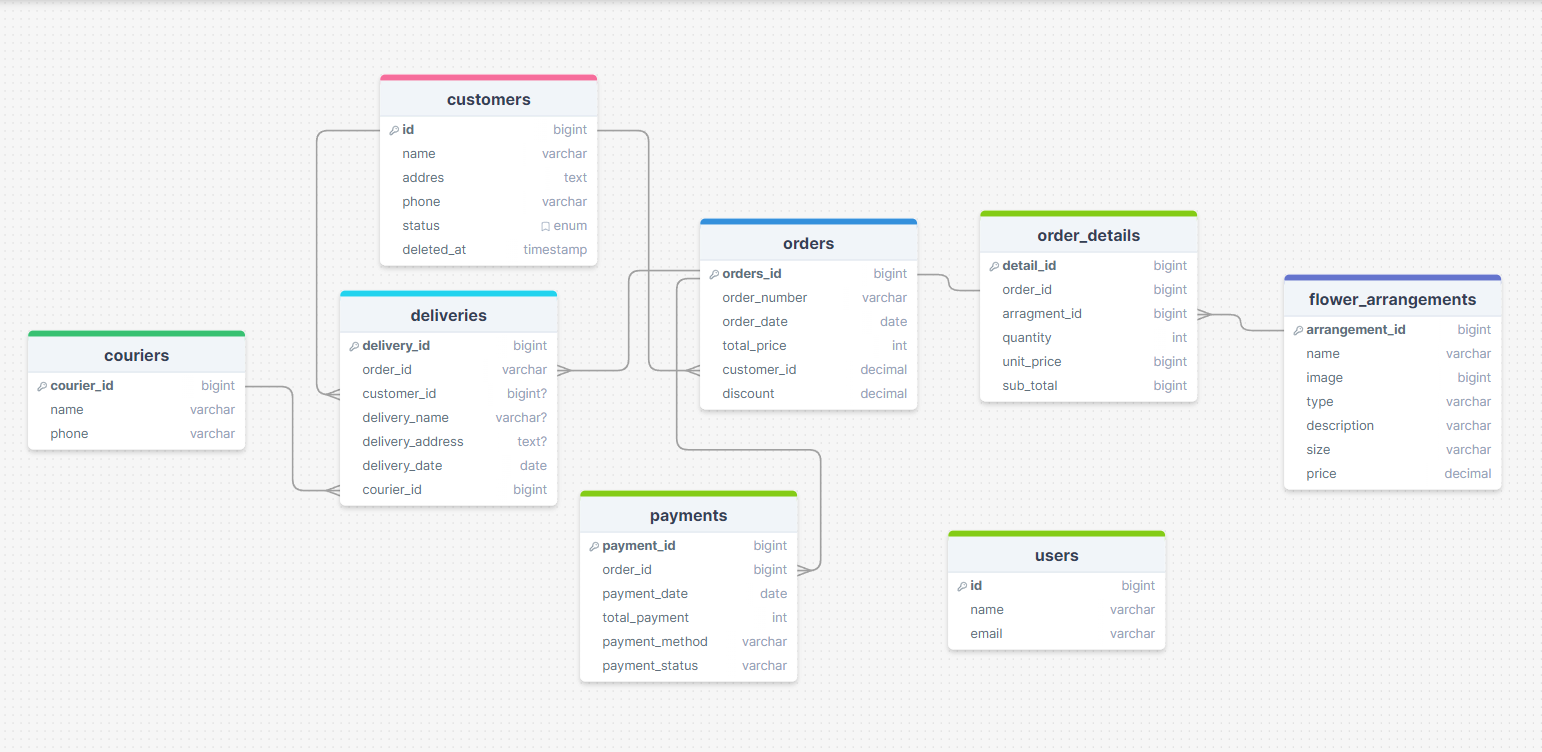 customers
id bigint
name varchar
addres text
phone varchar
status enum
deleted_at timestamp
orders
orders_id bigint
order_number varchar
order_date date
total_price int
customer_id decimal
discount decimal
order_details
detail_id bigint
order_id bigint
arragment_id bigint
quantity int
unit_price bigint
sub_total bigint
flower_arrangements
arrangement_id bigint
name varchar
image bigint
type varchar
description varchar
size varchar
price decimal
deliveries
delivery_id bigint
order_id varchar
customer_id bigint?
delivery_name varchar?
delivery_address text?
delivery_date date
courier_id bigint
couriers
courier_id bigint
name varchar
phone varchar
payments
payment_id bigint
order_id bigint
payment_date date
total_payment int
payment_method varchar
payment_status varchar
users
id bigint
name varchar
email varchar